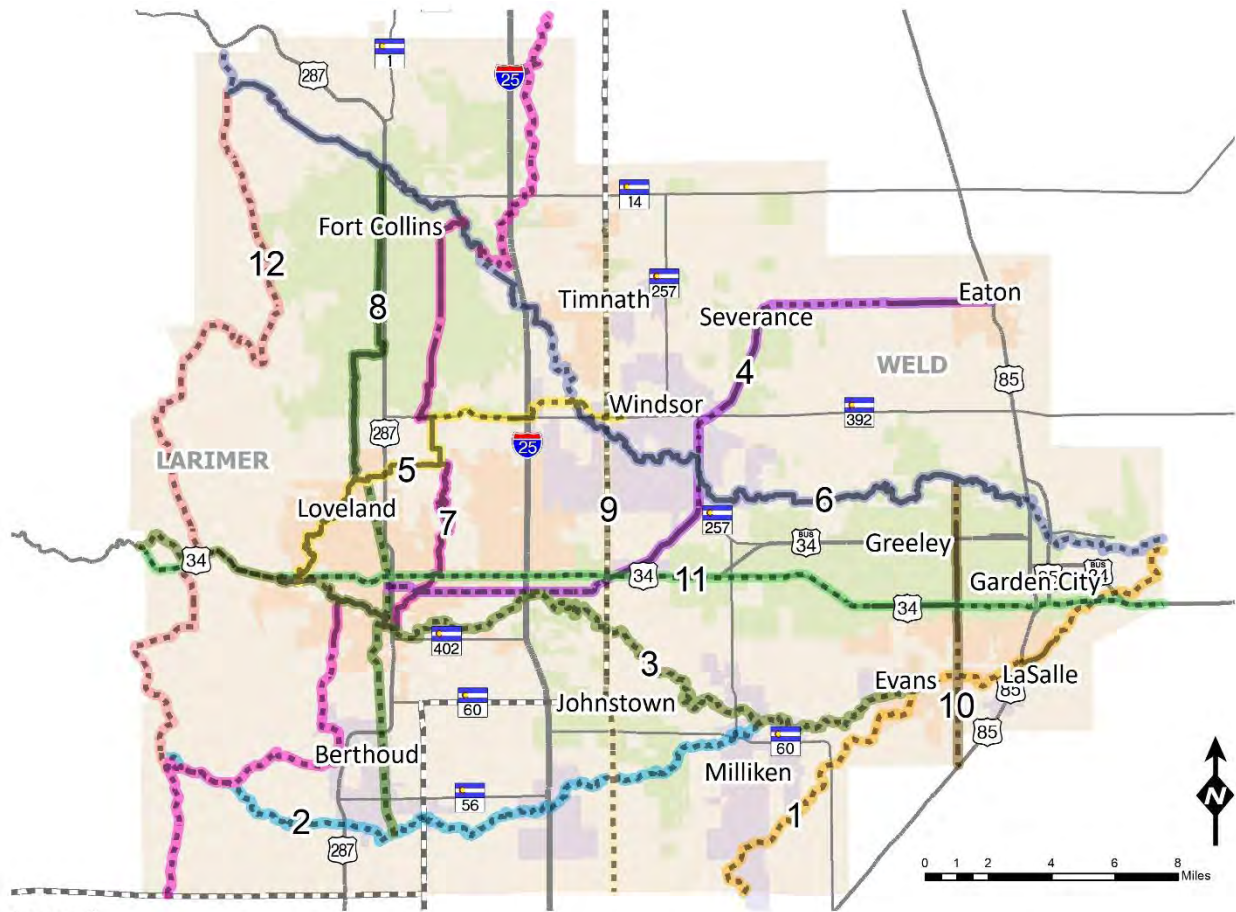 1
287
25
14
Fort Collins
12
257
Timnath
Eaton
Severance
8
WELD
4
85
Windsor
392
287
25
LARIMER
5
Loveland
7
9
6
257
BUS
34
Greeley
34
34
11
Garden City
BUS
34
402
3
Evans
LaSalle
85
60
Johnstown
10
85
Berthoud
60
Milliken
N
56
2
1
287
0 1 2 4 6 8
Miles